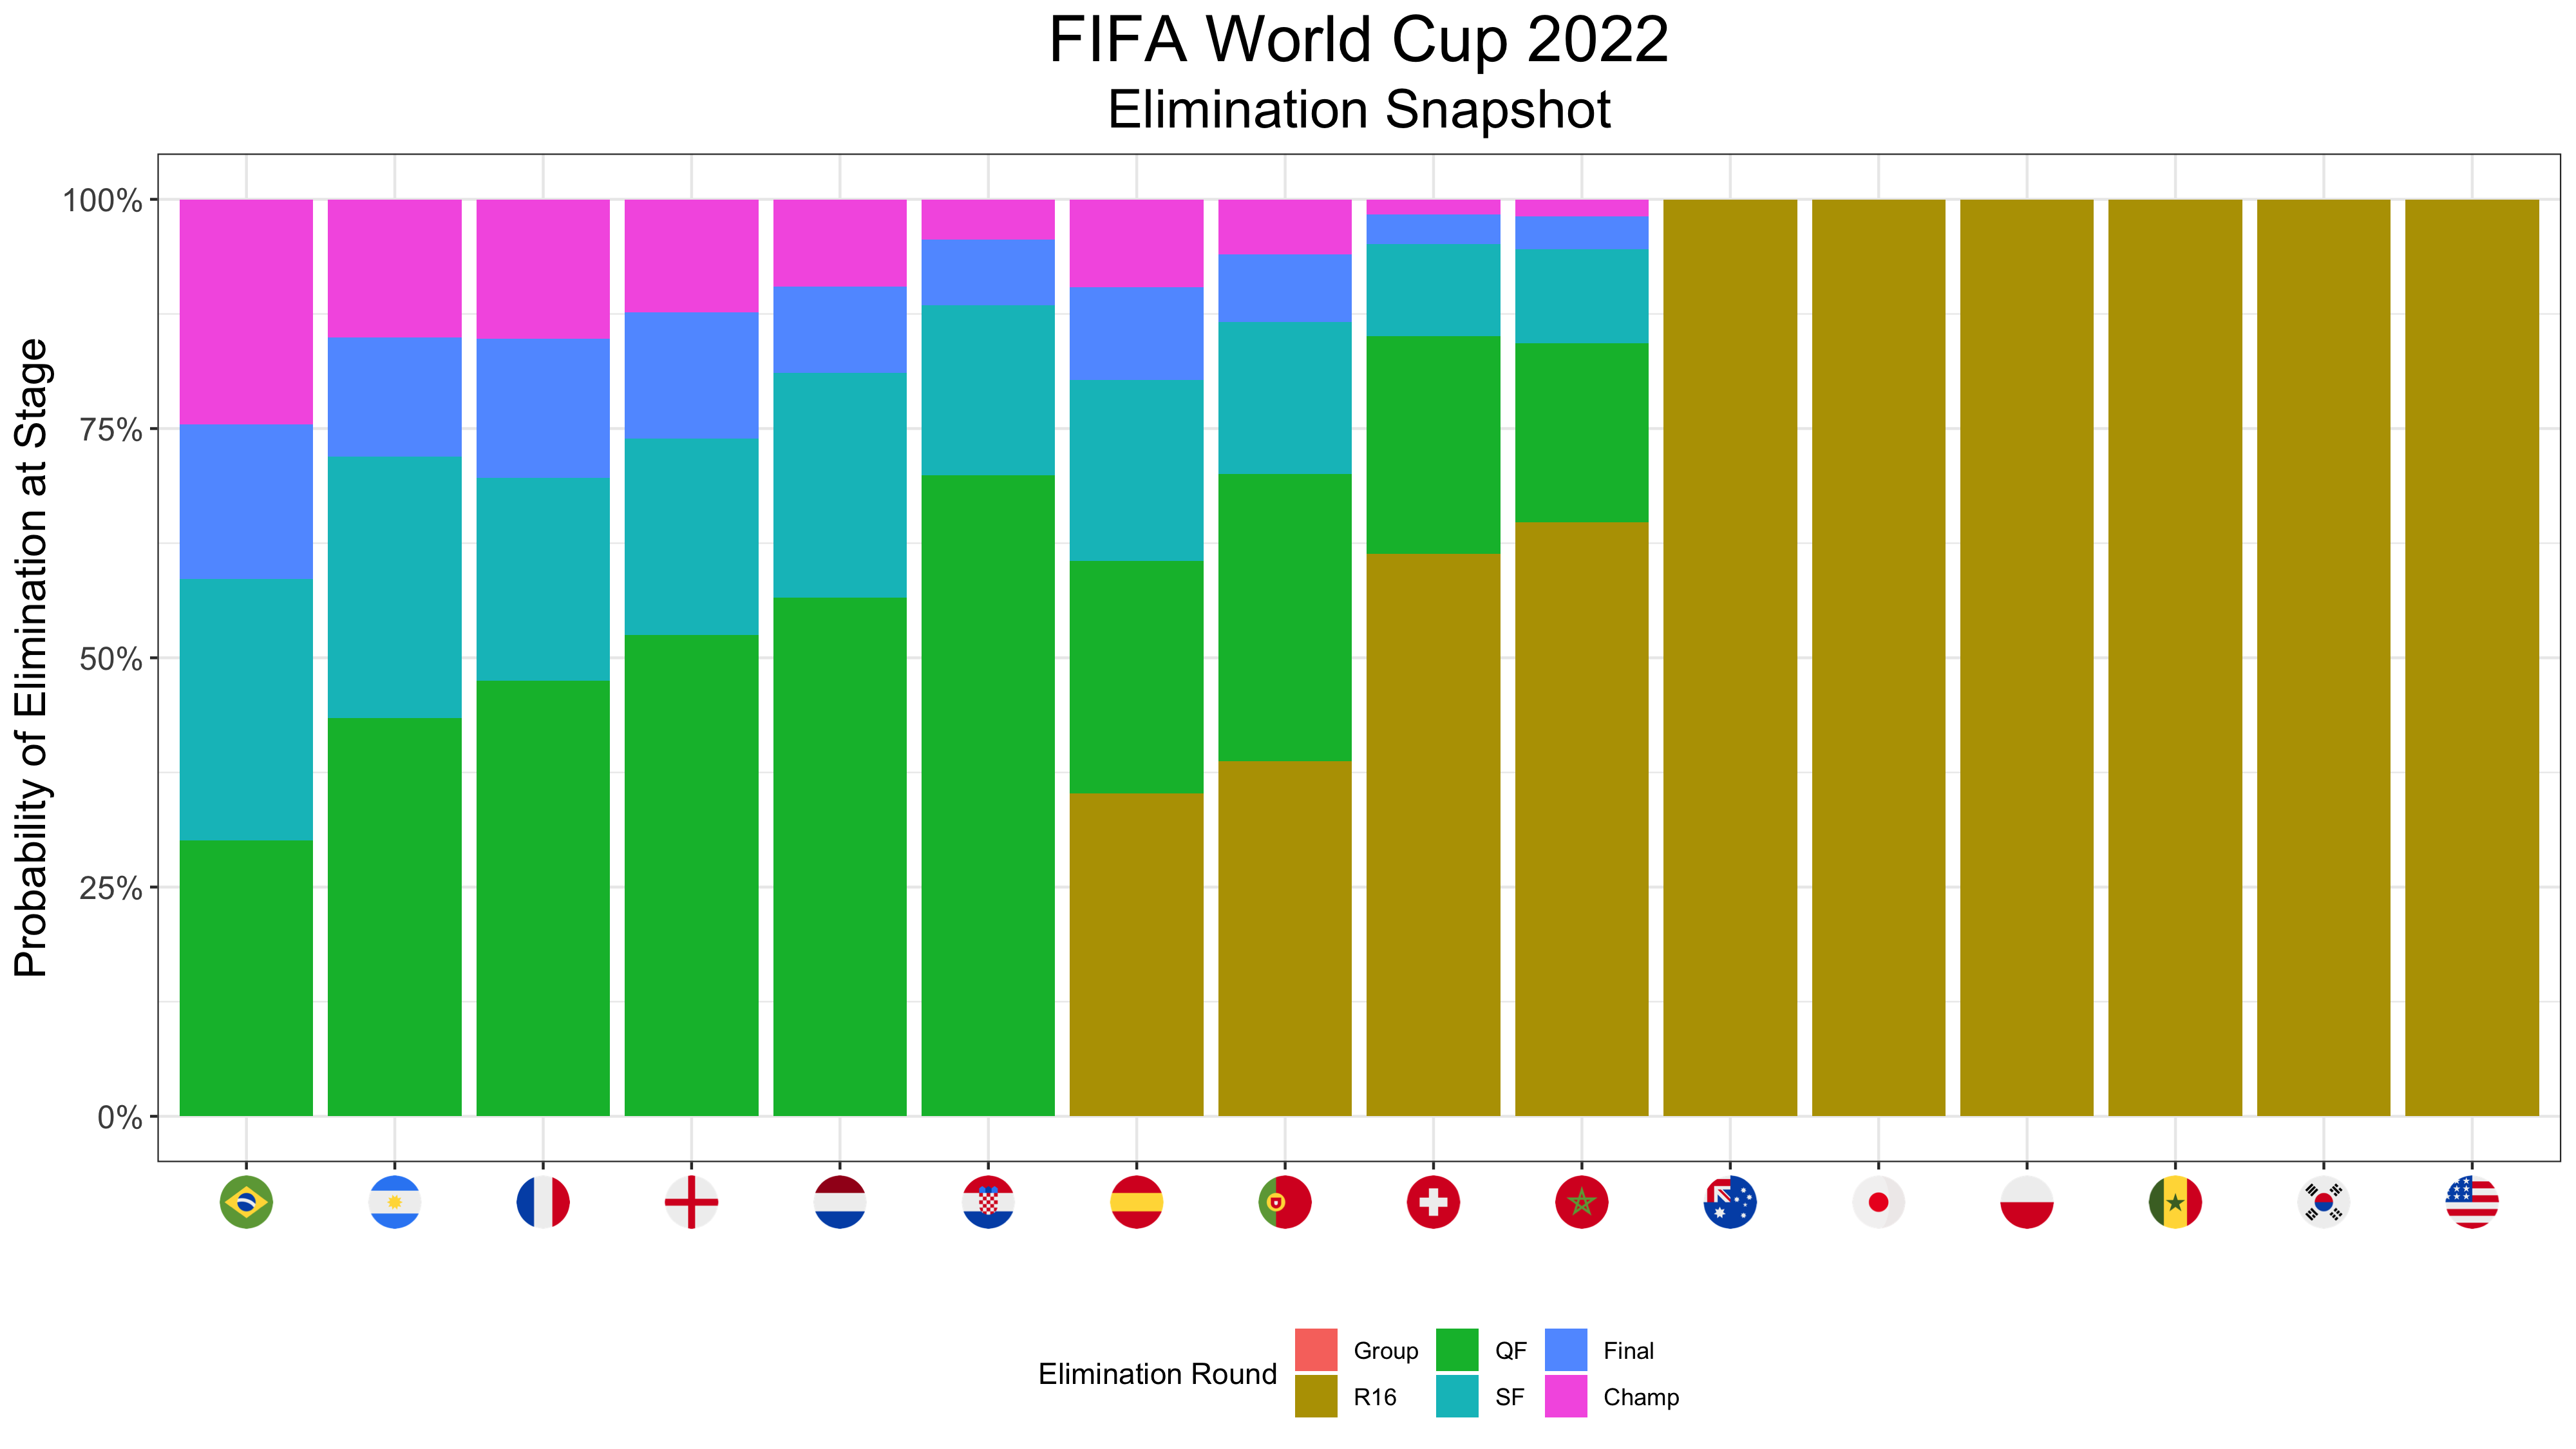 FIFA World Cup 2022
Elimination Snapshot
Probability of Elimination at Stage
100%
75%
50%
25%
0%
Elimination Round
Group
QF
Final
R16
SF
Champ